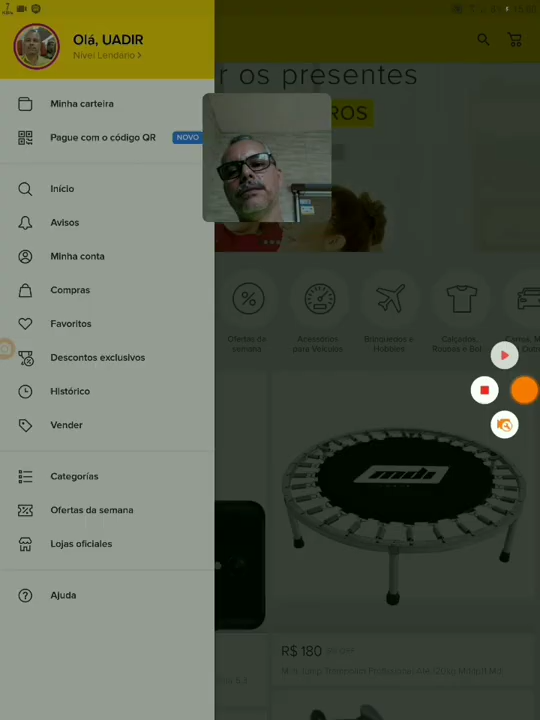 Olá, UADIR
Nível Lendário >
Minha carteira
Pague com o código QR
NOVO
Início
Avisos
Minha conta
Compras
Favoritos
Descontos exclusivos
Histórico
Vender
Categorías
Ofertas da semana
Lojas oficiales
Ajuda
r os presentes
ROS
Ofertas da
semana
Acessórios
para Veículos
Brinquedos e
Hobbies
Calçados,
Roupas e Bol
R$ 180